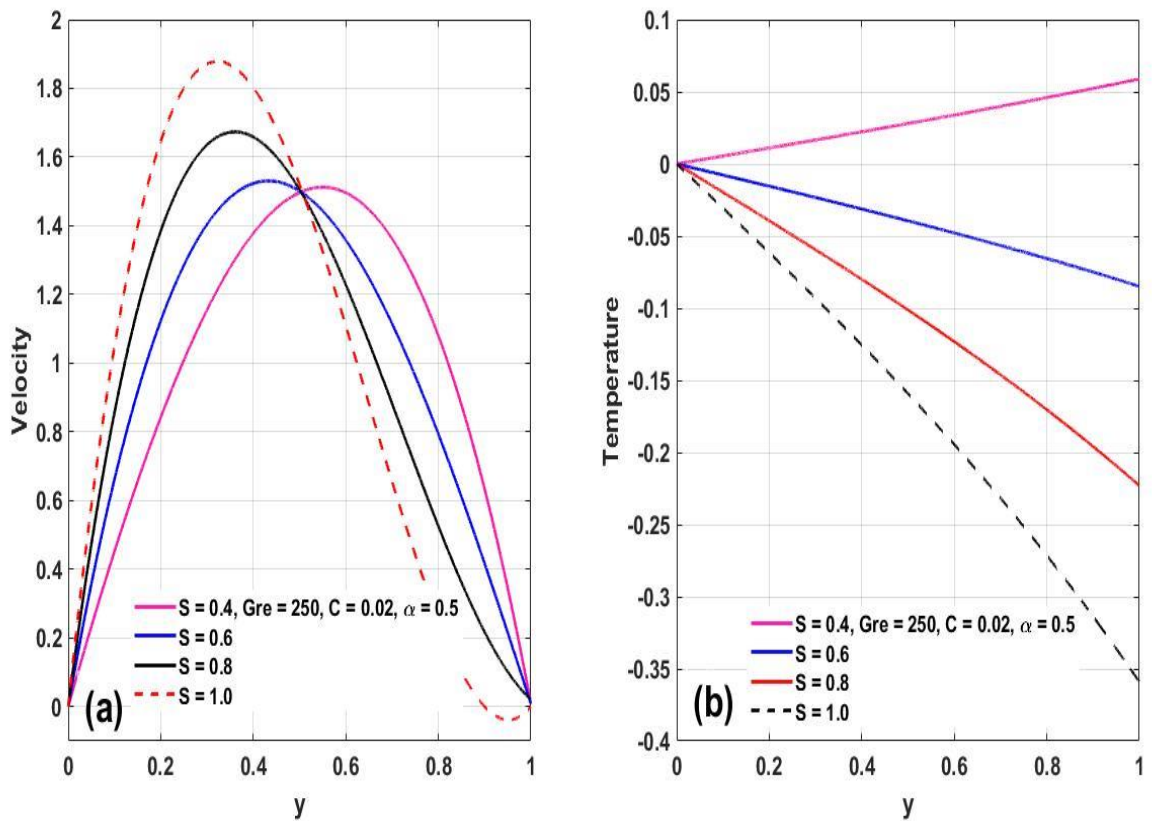 2
1.8
1.6
1.4
1.2
1
0.8
0.6
0.4
0.2
0
Velocity
S = 0.4, Gre = 250, C = 0.02, α = 0.5
S = 0.6
S = 0.8
S = 1.0
(a)
0 0.2 0.4 0.6 0.8 1
y
0.1
0.05
0
-0.05
-0.1
-0.15
-0.2
-0.25
-0.3
-0.35
-0.4
Temperature
S = 0.4, Gre = 250, C = 0.02, α = 0.5
S = 0.6
S = 0.8
S = 1.0
(b)
0 0.2 0.4 0.6 0.8 1
y